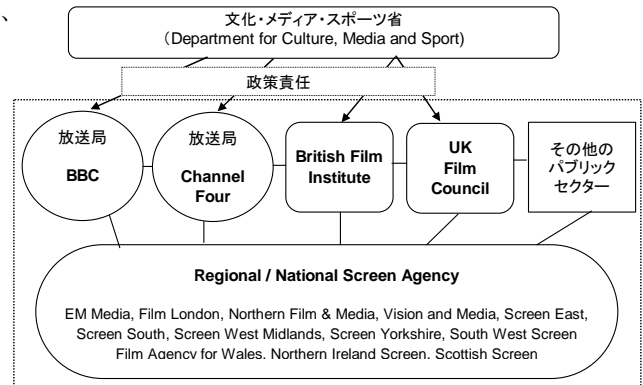 、
文化・メディア・スポーツ省
（Department for Culture, Media and Sport)
政策責任
放送局
BBC
放送局
Channel
Four
British Film
Institute
UK
Film
Council
その他の
パブリック
セクター
Regional / National Screen Agency
EM Media, Film London, Northern Film & Media, Vision and Media, Screen East,
Screen South, Screen West Midlands, Screen Yorkshire, South West Screen
Film Agency for Wales, Northern Ireland Screen, Scottish Screen